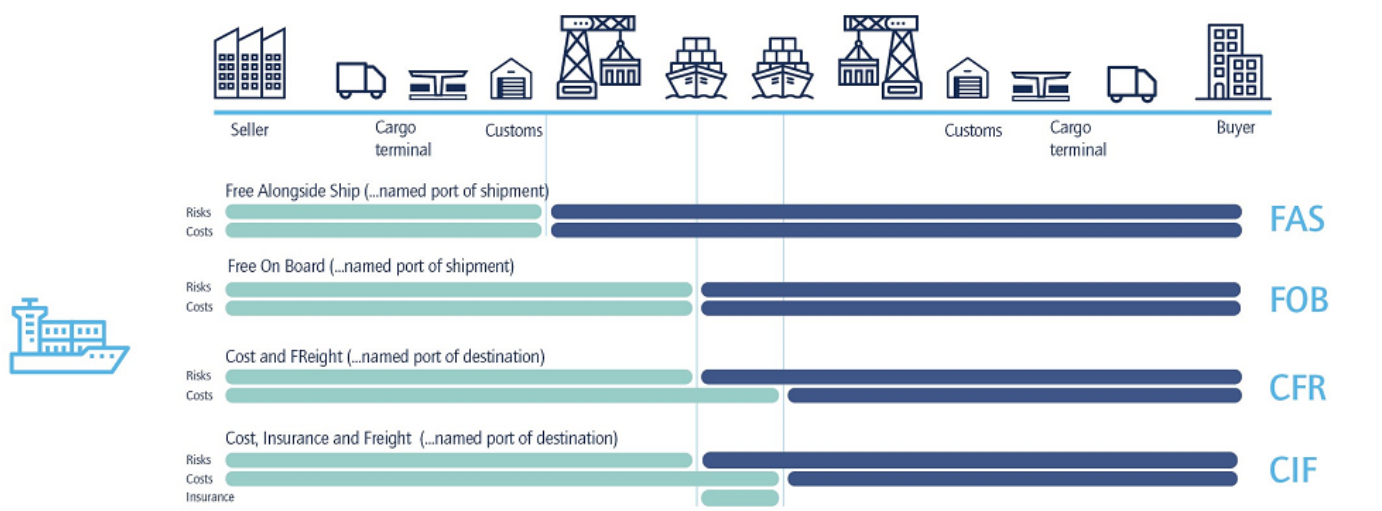 Seller
Cargo
terminal
Customs
Customs
Cargo
terminal
Buyer
Free Alongside Ship (...named port of shipment)
Risks
Costs
FAS
Free On Board (...named port of shipment)
Risks
Costs
FOB
Cost and FReight (...named port of destination)
Risks
Costs
CFR
Cost, Insurance and Freight (...named port of destination)
Risks
Costs
Insurance
CIF